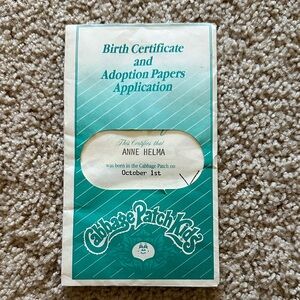 Birth Certificate
and
Adoption Papers
Application
This Certifies that
ANNE HELMA
was born in the Cabbage Patch on
October 1st
Cabbage Patch Kids